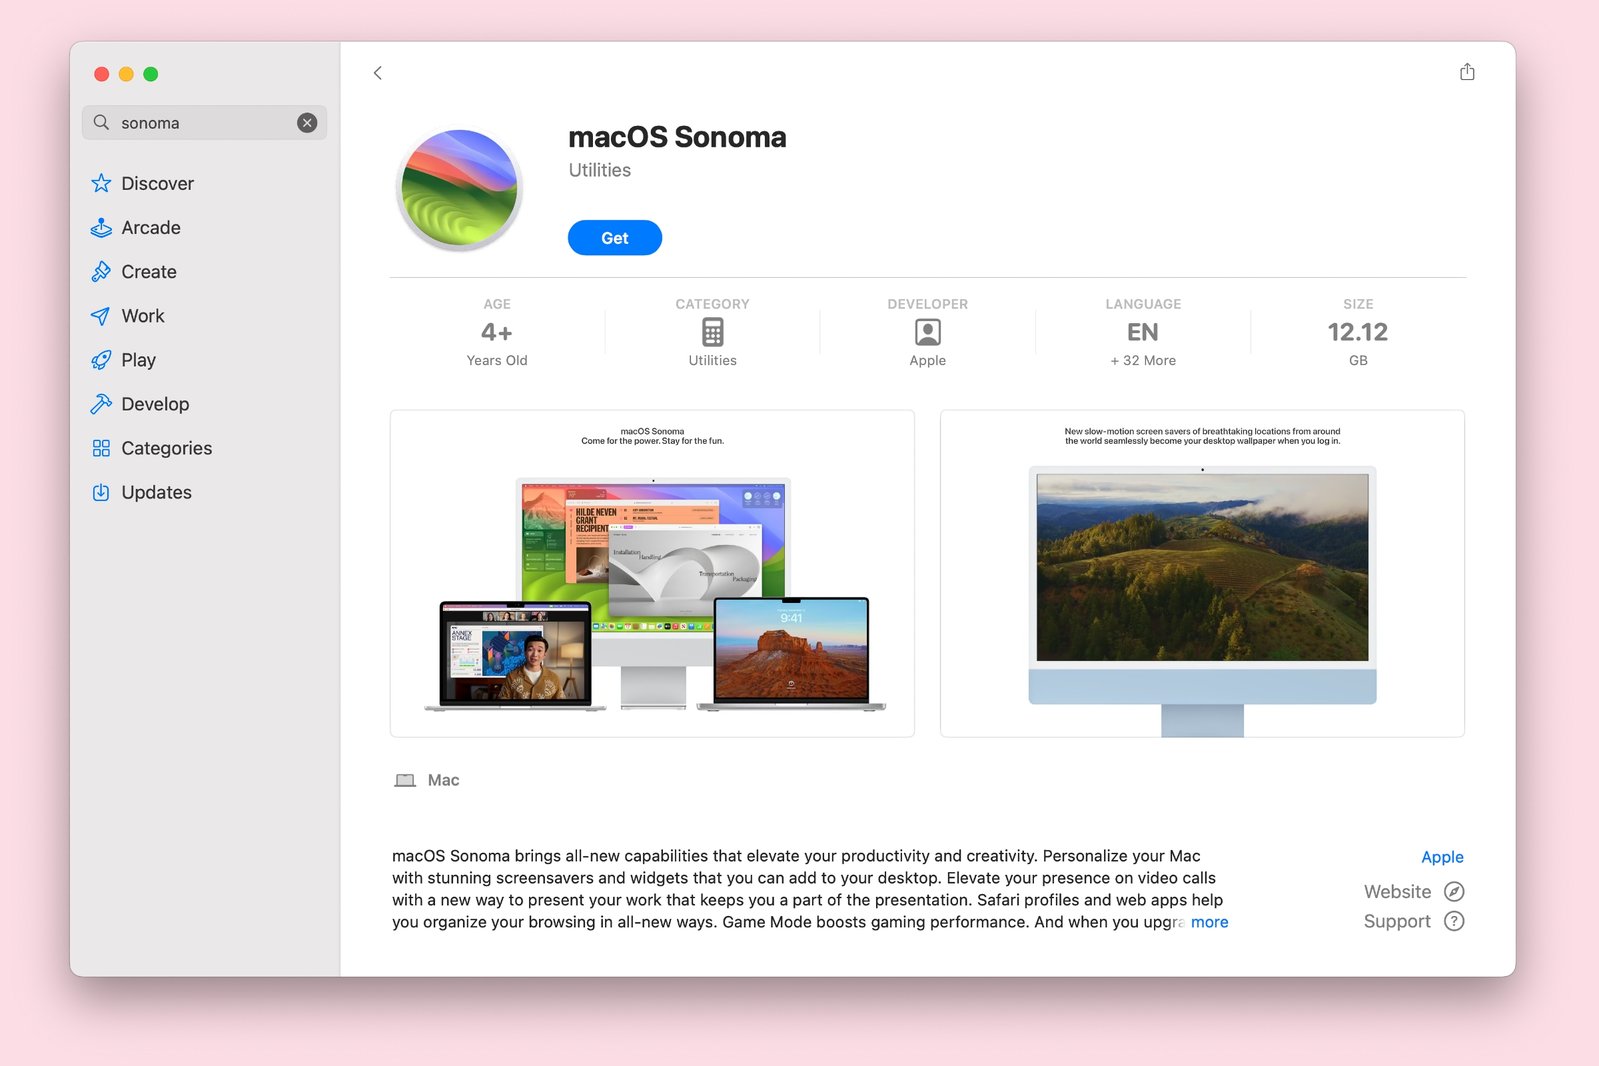 sonoma
Discover
Arcade
Create
Work
Play
Develop
Categories
Updates
macOS Sonoma
Utilities
Get
AGE
4+
Years Old
CATEGORY
Utilities
DEVELOPER
Apple
LANGUAGE
EN
+ 32 More
SIZE
12.12
GB
macOS Sonoma
Come for the power. Stay for the fun.
HILDE NEVEN
GRANT
RECIPIENT
Installation
Handling
Transportation
Packaging
ANNEX
STAGE
9:41
New slow-motion screen savers of breathtaking locations from around
the world seamlessly become your desktop wallpaper when you log in.
Mac
macOS Sonoma brings all-new capabilities that elevate your productivity and creativity. Personalize your Mac
with stunning screensavers and widgets that you can add to your desktop. Elevate your presence on video calls
with a new way to present your work that keeps you a part of the presentation. Safari profiles and web apps help
you organize your browsing in all-new ways. Game Mode boosts gaming performance. And when you upgra more
Apple
Website
Support